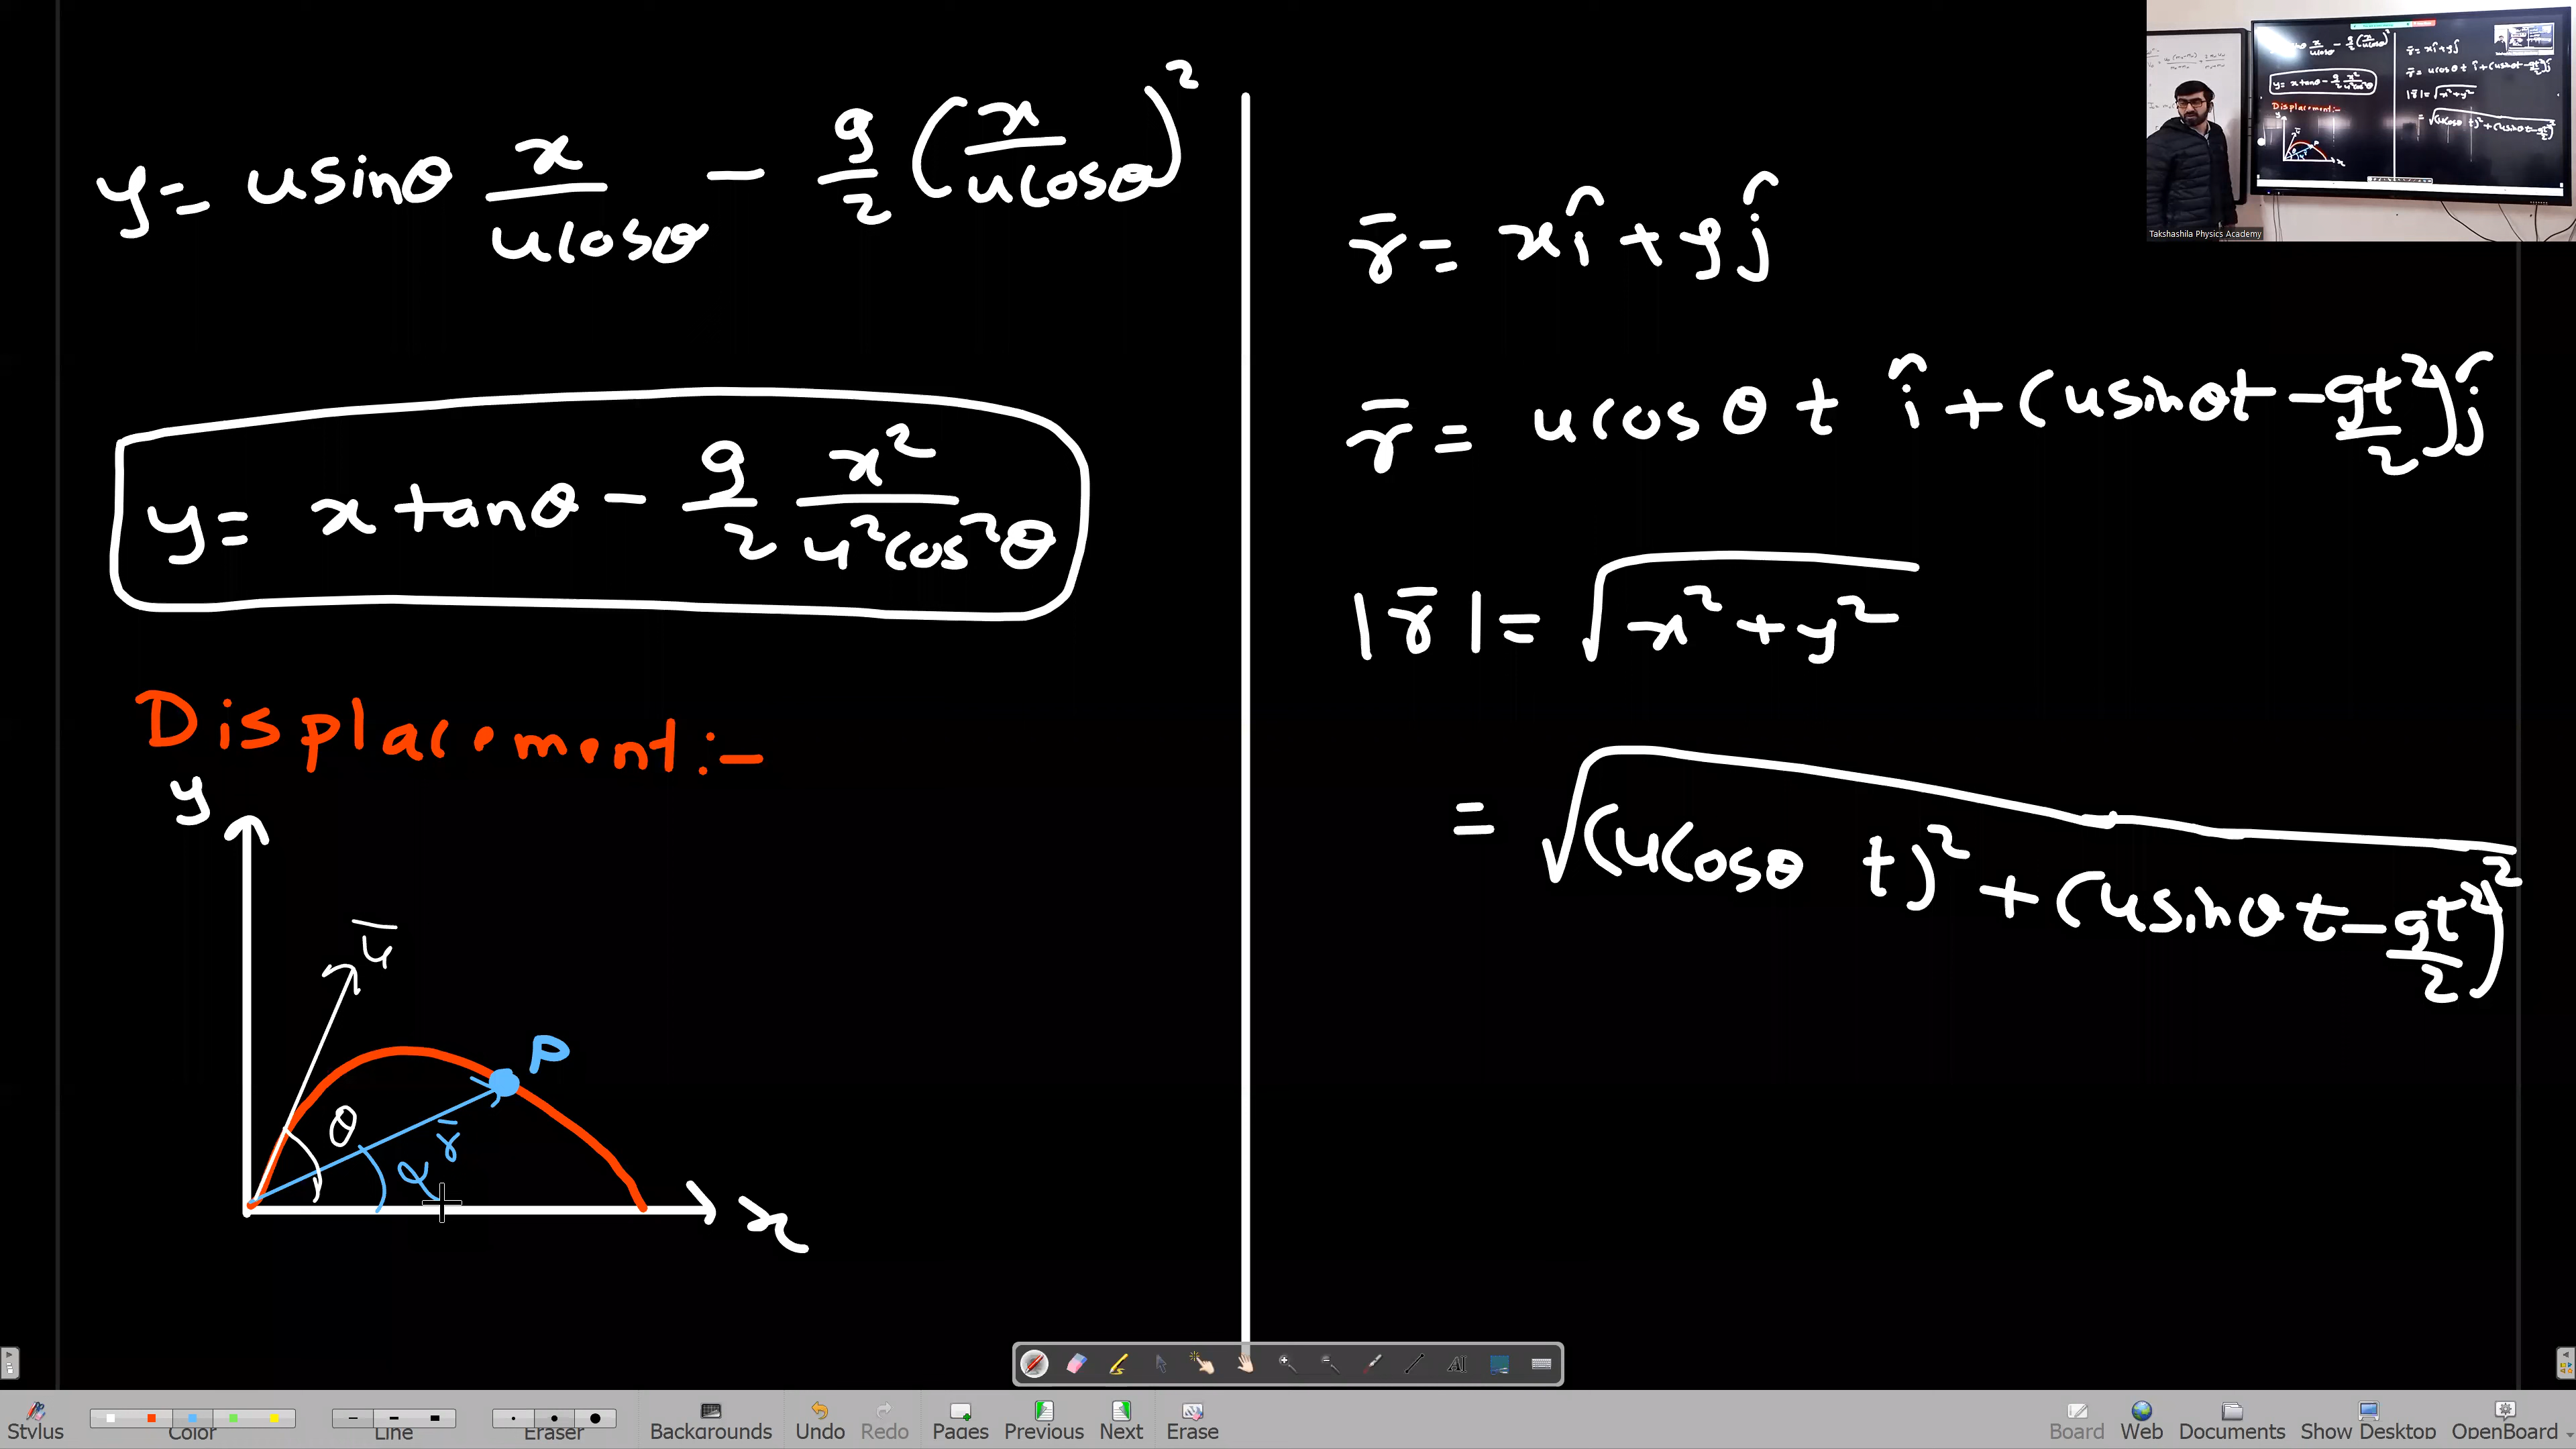 y = usinθ x/ucosθ − g/2 (x/ucosθ)²
y = x tanθ − g/2 x²/u²cos²θ
Displacement:-
y
u̅
P
θ
r̅
α
x
r̅ = xî + yĵ
r̅ = ucosθ t î + (usinθt − gt²/2)ĵ
|r̅| = √x² + y²
= √(ucosθ t)² + (usinθt − gt²/2)²
Takshashila Physics Academy
Stylus
Color
Line
Eraser
Backgrounds
Undo
Redo
Pages
Previous
Next
Erase
Board
Web
Documents
Show Desktop
OpenBoard